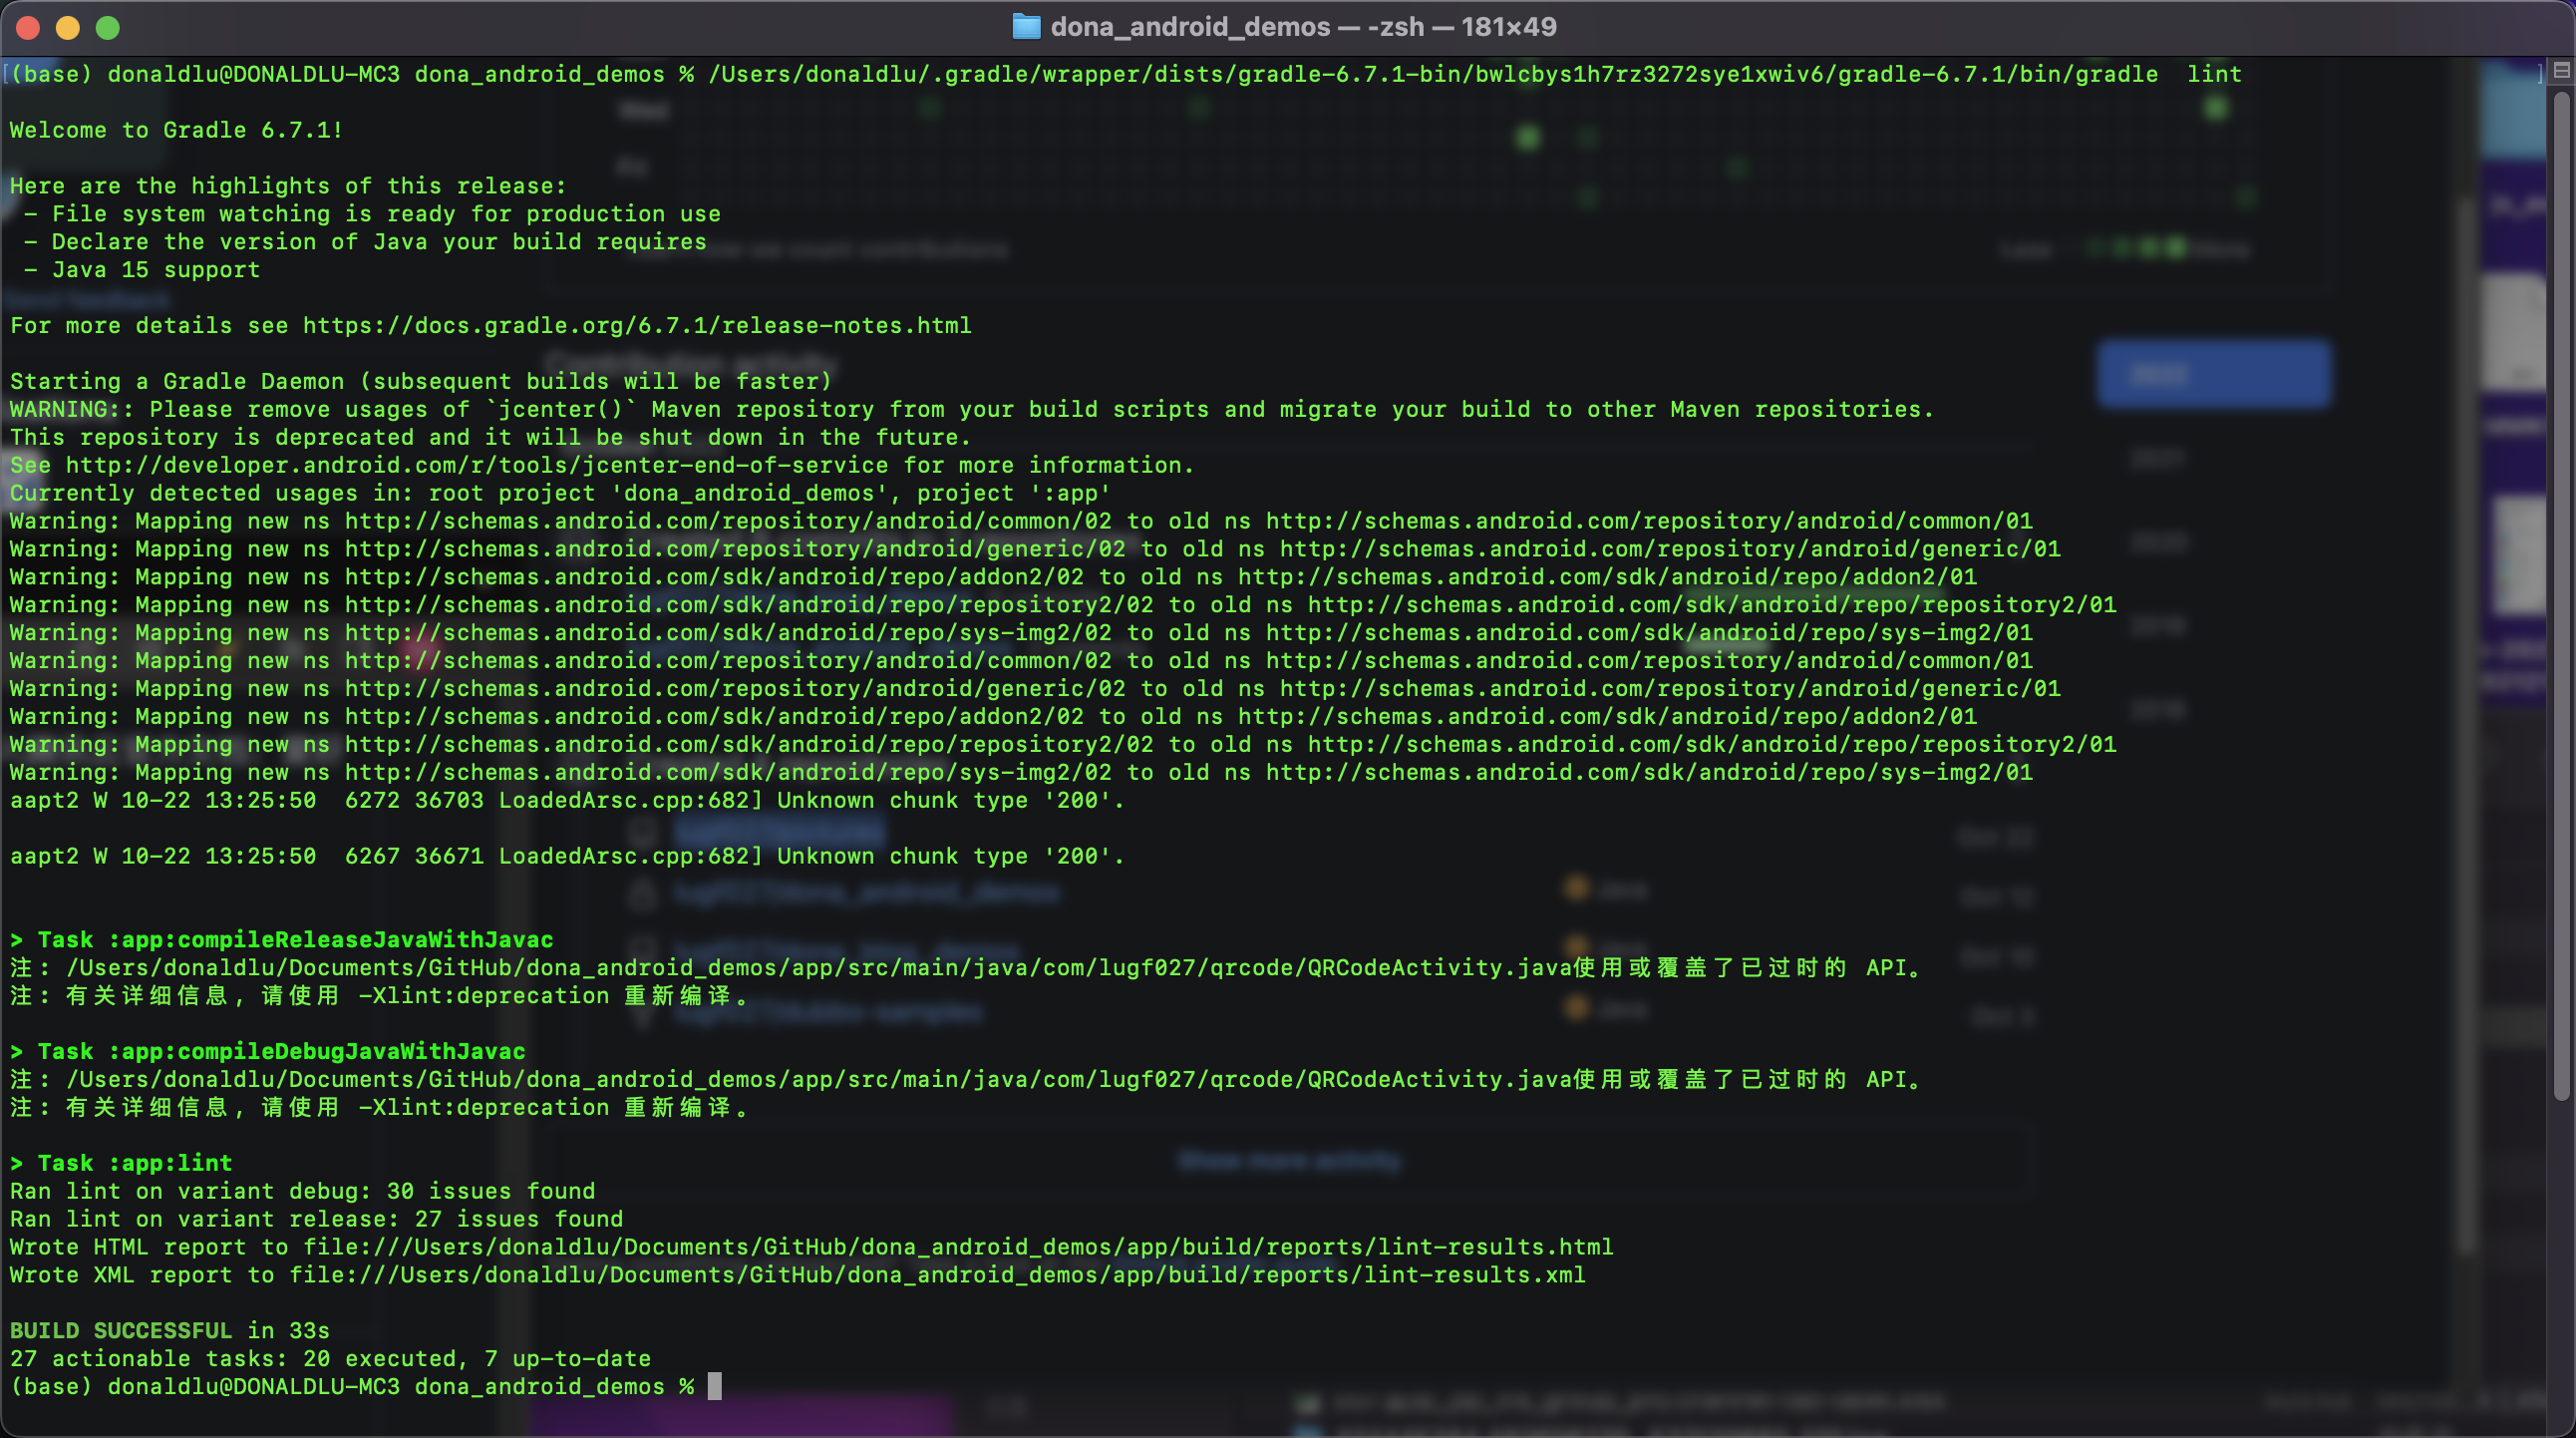 dona_android_demos — -zsh — 181×49
(base) donaldlu@DONALDLU-MC3 dona_android_demos % /Users/donaldlu/.gradle/wrapper/dists/gradle-6.7.1-bin/bwlcbys1h7rz3272sye1xwiv6/gradle-6.7.1/bin/gradle  lint
Welcome to Gradle 6.7.1!
Here are the highlights of this release:
 - File system watching is ready for production use
 - Declare the version of Java your build requires
 - Java 15 support
For more details see https://docs.gradle.org/6.7.1/release-notes.html
Starting a Gradle Daemon (subsequent builds will be faster)
WARNING:: Please remove usages of `jcenter()` Maven repository from your build scripts and migrate your build to other Maven repositories.
This repository is deprecated and it will be shut down in the future.
See http://developer.android.com/r/tools/jcenter-end-of-service for more information.
Currently detected usages in: root project 'dona_android_demos', project ':app'
Warning: Mapping new ns http://schemas.android.com/repository/android/common/02 to old ns http://schemas.android.com/repository/android/common/01
Warning: Mapping new ns http://schemas.android.com/repository/android/generic/02 to old ns http://schemas.android.com/repository/android/generic/01
Warning: Mapping new ns http://schemas.android.com/sdk/android/repo/addon2/02 to old ns http://schemas.android.com/sdk/android/repo/addon2/01
Warning: Mapping new ns http://schemas.android.com/sdk/android/repo/repository2/02 to old ns http://schemas.android.com/sdk/android/repo/repository2/01
Warning: Mapping new ns http://schemas.android.com/sdk/android/repo/sys-img2/02 to old ns http://schemas.android.com/sdk/android/repo/sys-img2/01
Warning: Mapping new ns http://schemas.android.com/repository/android/common/02 to old ns http://schemas.android.com/repository/android/common/01
Warning: Mapping new ns http://schemas.android.com/repository/android/generic/02 to old ns http://schemas.android.com/repository/android/generic/01
Warning: Mapping new ns http://schemas.android.com/sdk/android/repo/addon2/02 to old ns http://schemas.android.com/sdk/android/repo/addon2/01
Warning: Mapping new ns http://schemas.android.com/sdk/android/repo/repository2/02 to old ns http://schemas.android.com/sdk/android/repo/repository2/01
Warning: Mapping new ns http://schemas.android.com/sdk/android/repo/sys-img2/02 to old ns http://schemas.android.com/sdk/android/repo/sys-img2/01
aapt2 W 10-22 13:25:50  6272 36703 LoadedArsc.cpp:682] Unknown chunk type '200'.
aapt2 W 10-22 13:25:50  6267 36671 LoadedArsc.cpp:682] Unknown chunk type '200'.
> Task :app:compileReleaseJavaWithJavac
注: /Users/donaldlu/Documents/GitHub/dona_android_demos/app/src/main/java/com/lugf027/qrcode/QRCodeActivity.java使用或覆盖了已过时的 API。
注: 有关详细信息, 请使用 -Xlint:deprecation 重新编译。
> Task :app:compileDebugJavaWithJavac
注: /Users/donaldlu/Documents/GitHub/dona_android_demos/app/src/main/java/com/lugf027/qrcode/QRCodeActivity.java使用或覆盖了已过时的 API。
注: 有关详细信息, 请使用 -Xlint:deprecation 重新编译。
> Task :app:lint
Ran lint on variant debug: 30 issues found
Ran lint on variant release: 27 issues found
Wrote HTML report to file:///Users/donaldlu/Documents/GitHub/dona_android_demos/app/build/reports/lint-results.html
Wrote XML report to file:///Users/donaldlu/Documents/GitHub/dona_android_demos/app/build/reports/lint-results.xml
BUILD SUCCESSFUL in 33s
27 actionable tasks: 20 executed, 7 up-to-date
(base) donaldlu@DONALDLU-MC3 dona_android_demos %